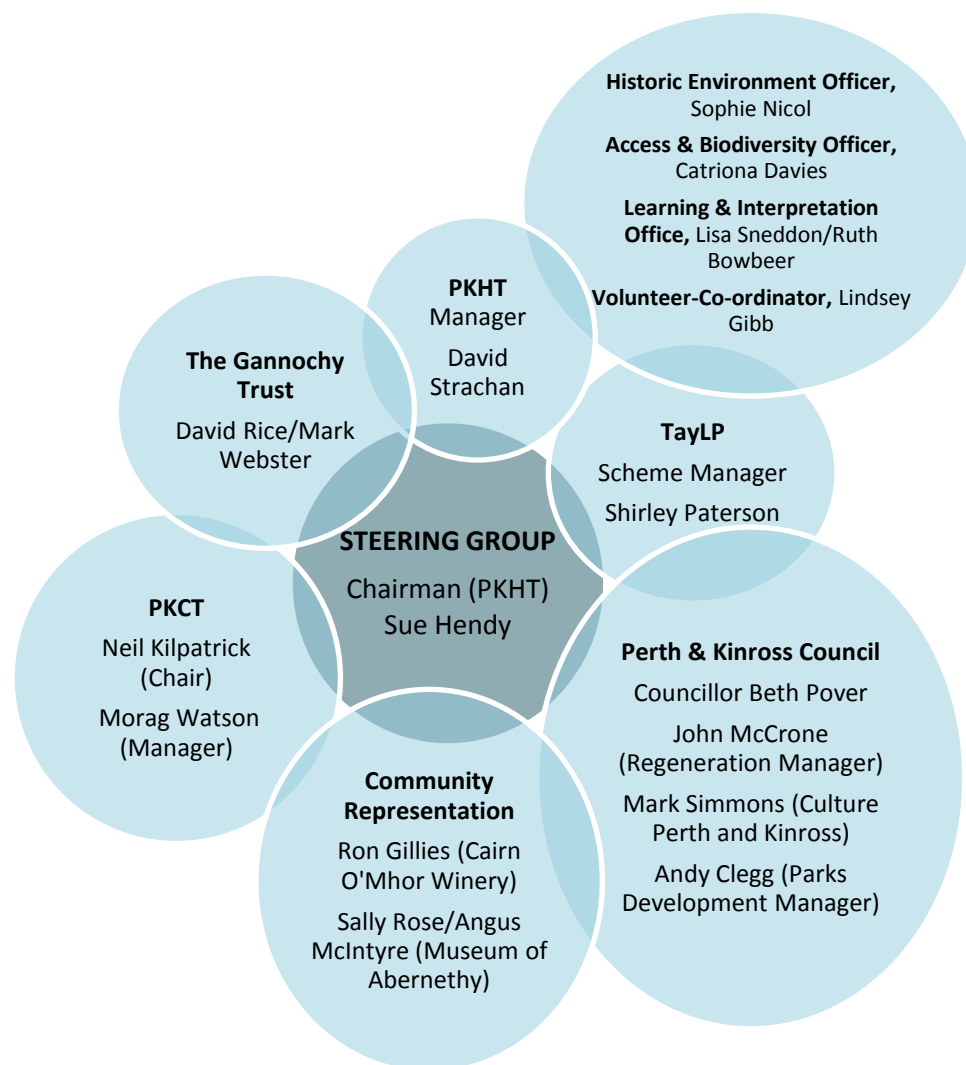 Historic Environment Officer,
Sophie Nicol
Access & Biodiversity Officer,
Catriona Davies
Learning & Interpretation
Office, Lisa Sneddon/Ruth
Bowbeer
Volunteer-Co-ordinator, Lindsey
Gibb
PKHT
Manager
David
Strachan
The Gannochy
Trust
David Rice/Mark
Webster
TayLP
Scheme Manager
Shirley Paterson
STEERING GROUP
Chairman (PKHT)
Sue Hendy
PKCT
Neil Kilpatrick
(Chair)
Morag Watson
(Manager)
Perth & Kinross Council
Councillor Beth Pover
John McCrone
(Regeneration Manager)
Mark Simmons (Culture
Perth and Kinross)
Andy Clegg (Parks
Development Manager)
Community
Representation
Ron Gillies (Cairn
O'Mhor Winery)
Sally Rose/Angus
McIntyre (Museum of
Abernethy)